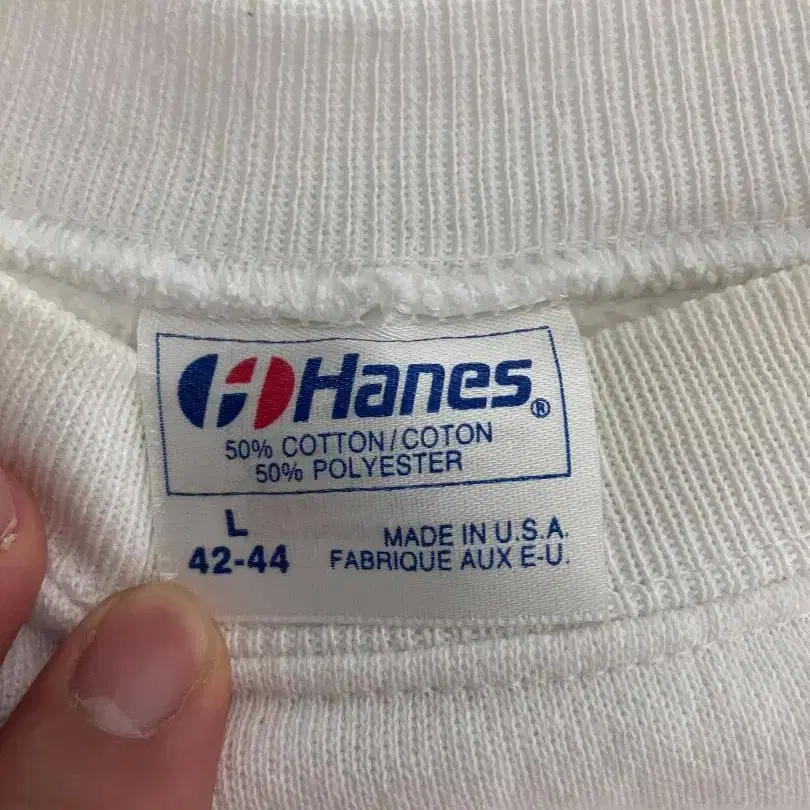 Hanes®
50% COTTON/COTON
50% POLYESTER
L
42-44
MADE IN U.S.A.
FABRIQUE AUX E-U.